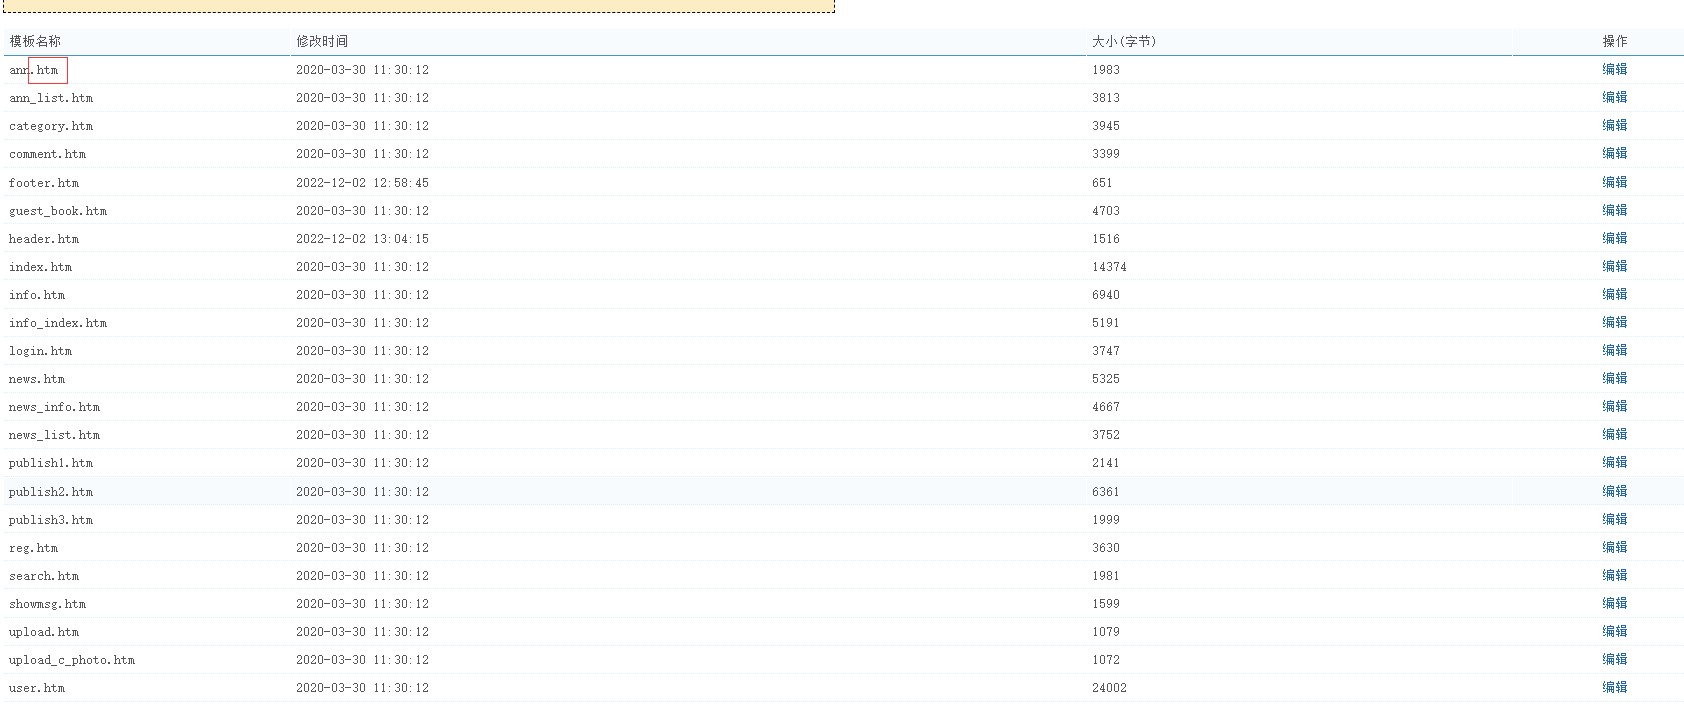 模板名称 修改时间 大小(字节) 操作
ann.htm 2020-03-30 11:30:12 1983 编辑
ann_list.htm 2020-03-30 11:30:12 3813 编辑
category.htm 2020-03-30 11:30:12 3945 编辑
comment.htm 2020-03-30 11:30:12 3399 编辑
footer.htm 2022-12-02 12:58:45 651 编辑
guest_book.htm 2020-03-30 11:30:12 4703 编辑
header.htm 2022-12-02 13:04:15 1516 编辑
index.htm 2020-03-30 11:30:12 14374 编辑
info.htm 2020-03-30 11:30:12 6940 编辑
info_index.htm 2020-03-30 11:30:12 5191 编辑
login.htm 2020-03-30 11:30:12 3747 编辑
news.htm 2020-03-30 11:30:12 5325 编辑
news_info.htm 2020-03-30 11:30:12 4667 编辑
news_list.htm 2020-03-30 11:30:12 3752 编辑
publish1.htm 2020-03-30 11:30:12 2141 编辑
publish2.htm 2020-03-30 11:30:12 6361 编辑
publish3.htm 2020-03-30 11:30:12 1999 编辑
reg.htm 2020-03-30 11:30:12 3630 编辑
search.htm 2020-03-30 11:30:12 1981 编辑
showmsg.htm 2020-03-30 11:30:12 1599 编辑
upload.htm 2020-03-30 11:30:12 1079 编辑
upload_c_photo.htm 2020-03-30 11:30:12 1072 编辑
user.htm 2020-03-30 11:30:12 24002 编辑